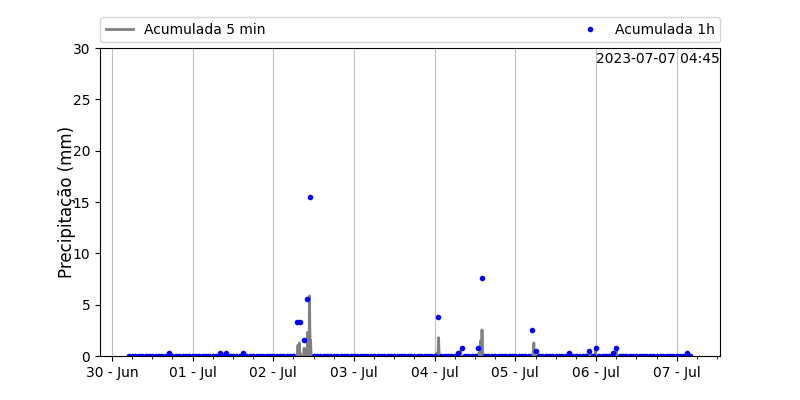 Acumulada 5 min
Acumulada 1h
2023-07-07 04:45
Precipitação (mm)
30
25
20
15
10
5
0
30 - Jun
01 - Jul
02 - Jul
03 - Jul
04 - Jul
05 - Jul
06 - Jul
07 - Jul